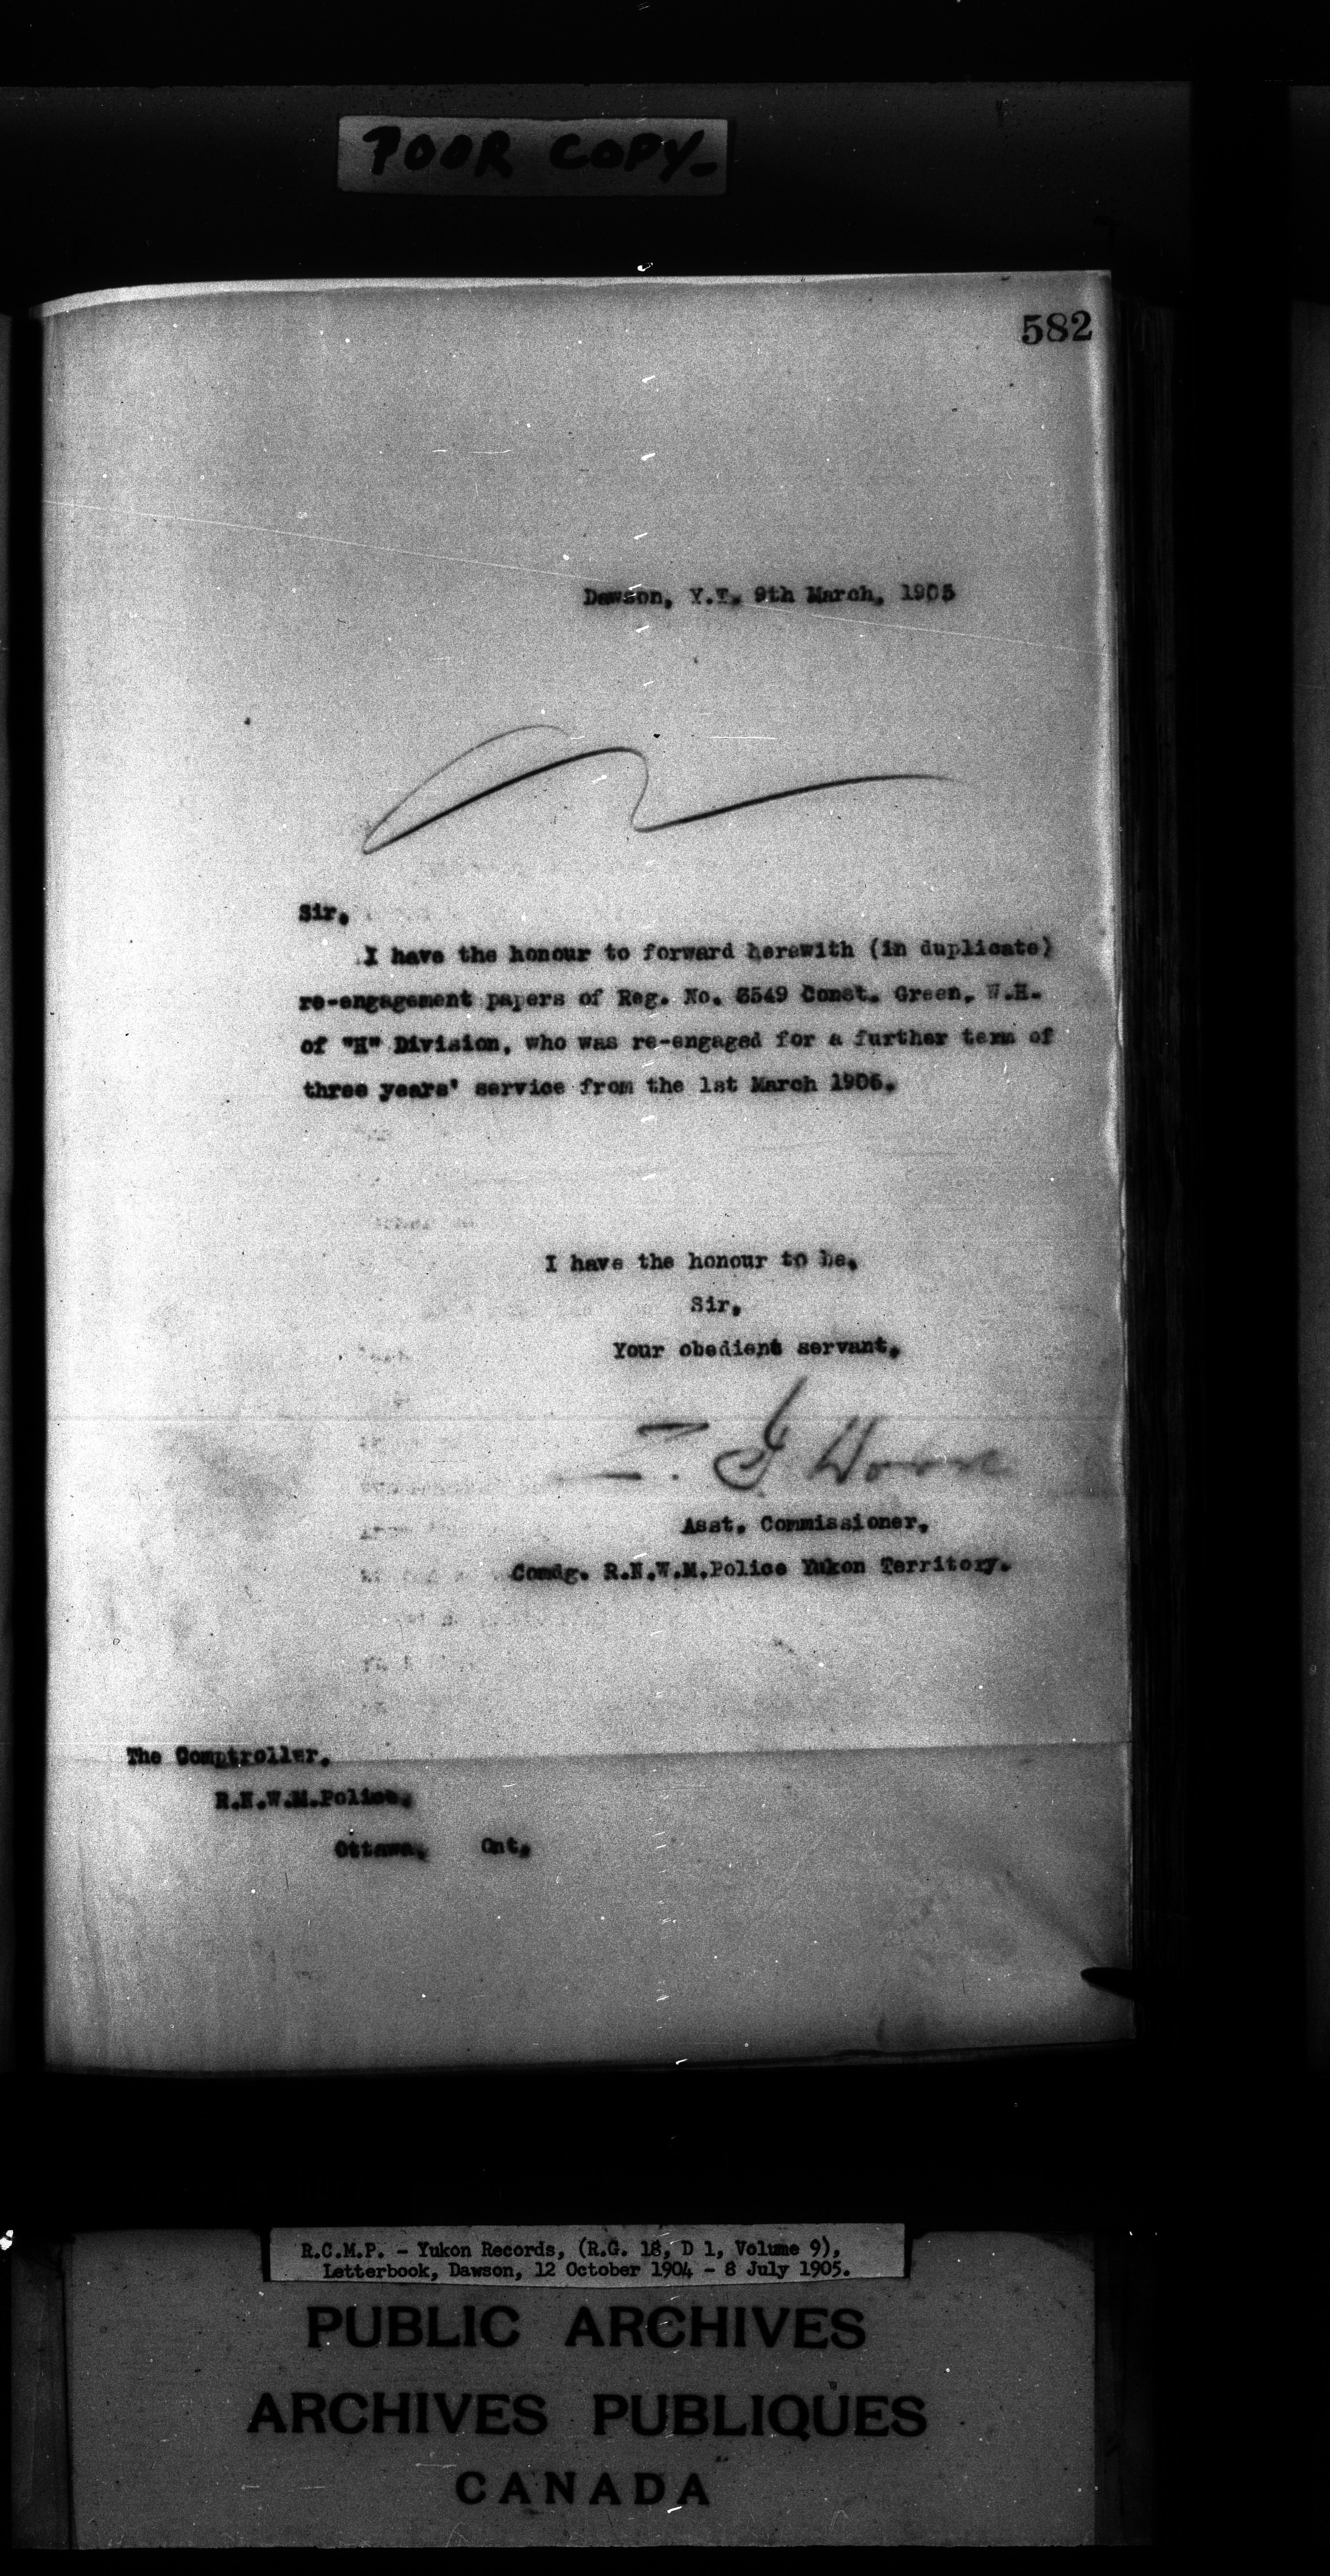 POOR COPY-
582
Dawson, Y.T. 9th March, 1905
Sir,
I have the honour to forward herewith (in duplicate)
re-engagement papers of Reg. No. 3549 Const. Green, W.H.
of "H" Division, who was re-engaged for a further term of
three years' service from the 1st March 1905.
I have the honour to be,
Sir,
Your obedient servant,
Asst. Commissioner,
Comdg. R.N.W.M.Police Yukon Territory.
The Comptroller,
R.N.W.M.Police,
Ottawa, Ont.
R.C.M.P. - Yukon Records, (R.G. 18, D 1, Volume 9),
Letterbook, Dawson, 12 October 1904 - 8 July 1905.
PUBLIC ARCHIVES
ARCHIVES PUBLIQUES
CANADA